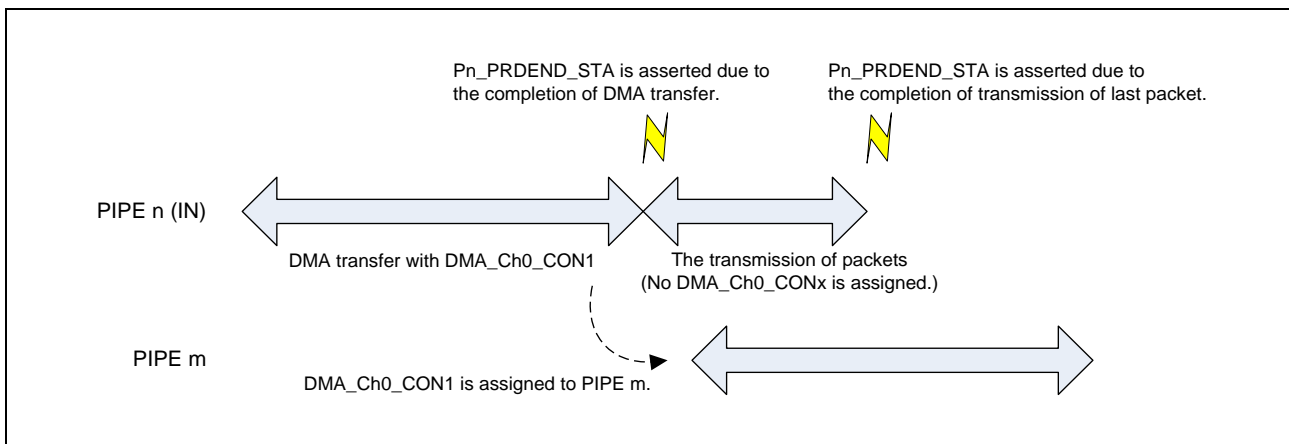 Pn_PRDEND_STA is asserted due to
the completion of DMA transfer.
Pn_PRDEND_STA is asserted due to
the completion of transmission of last packet.
PIPE n (IN)
DMA transfer with DMA_Ch0_CON1
The transmission of packets
(No DMA_Ch0_CONx is assigned.)
PIPE m
DMA_Ch0_CON1 is assigned to PIPE m.